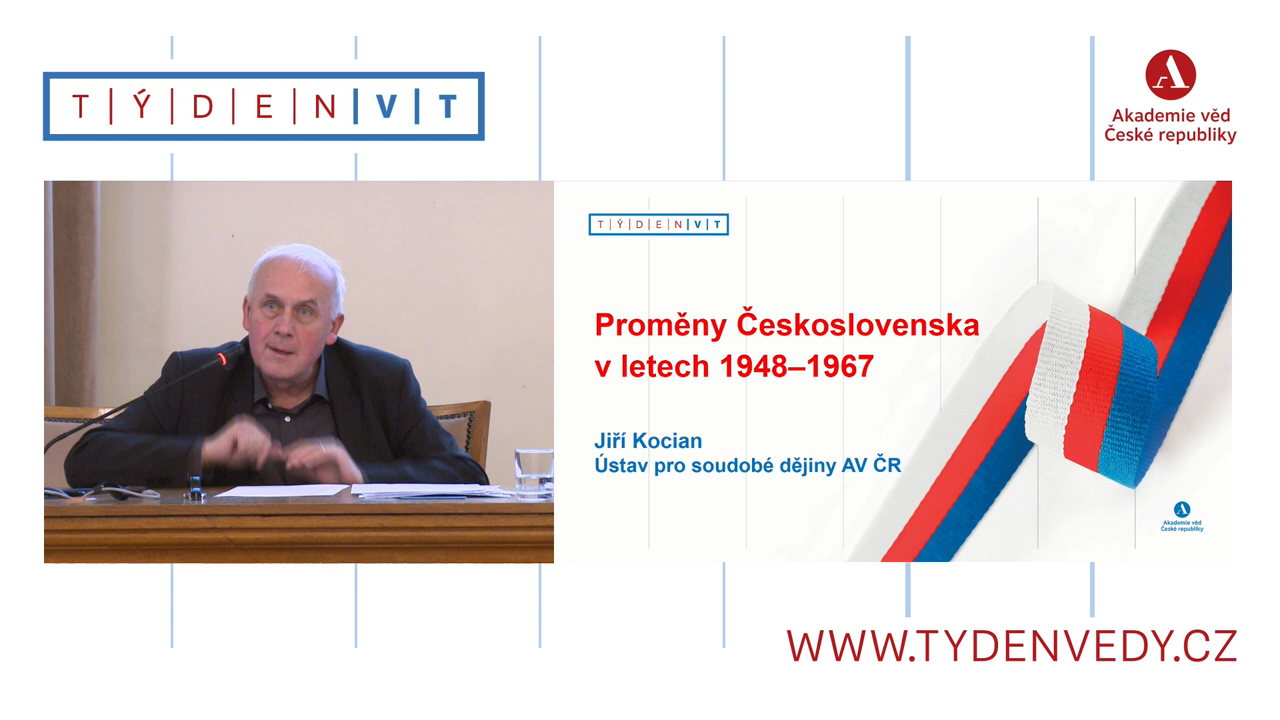 T|Ý|D|E|N|V|T
Akademie věd
České republiky
T|Ý|D|E|N|V|T
Proměny Československa
v letech 1948–1967
Jiří Kocian
Ústav pro soudobé dějiny AV ČR
Akademie věd
České republiky
WWW.TYDENVEDY.CZ